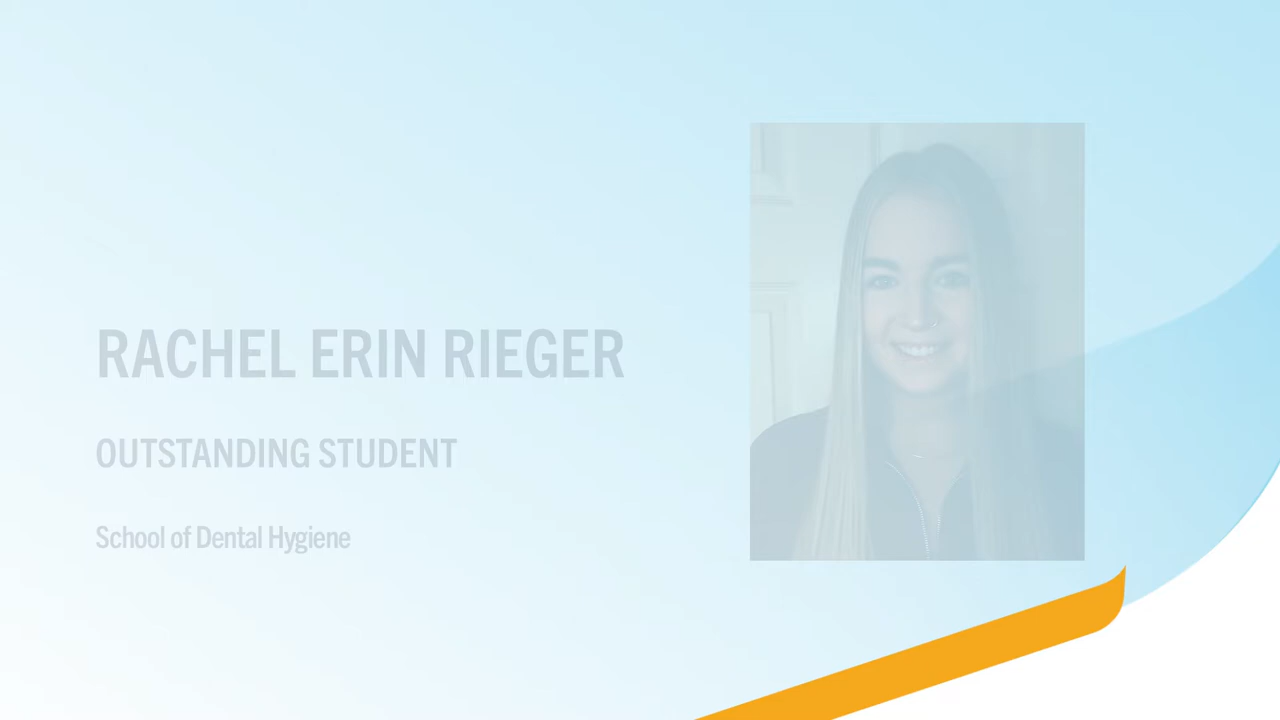 RACHEL ERIN RIEGER
OUTSTANDING STUDENT
School of Dental Hygiene